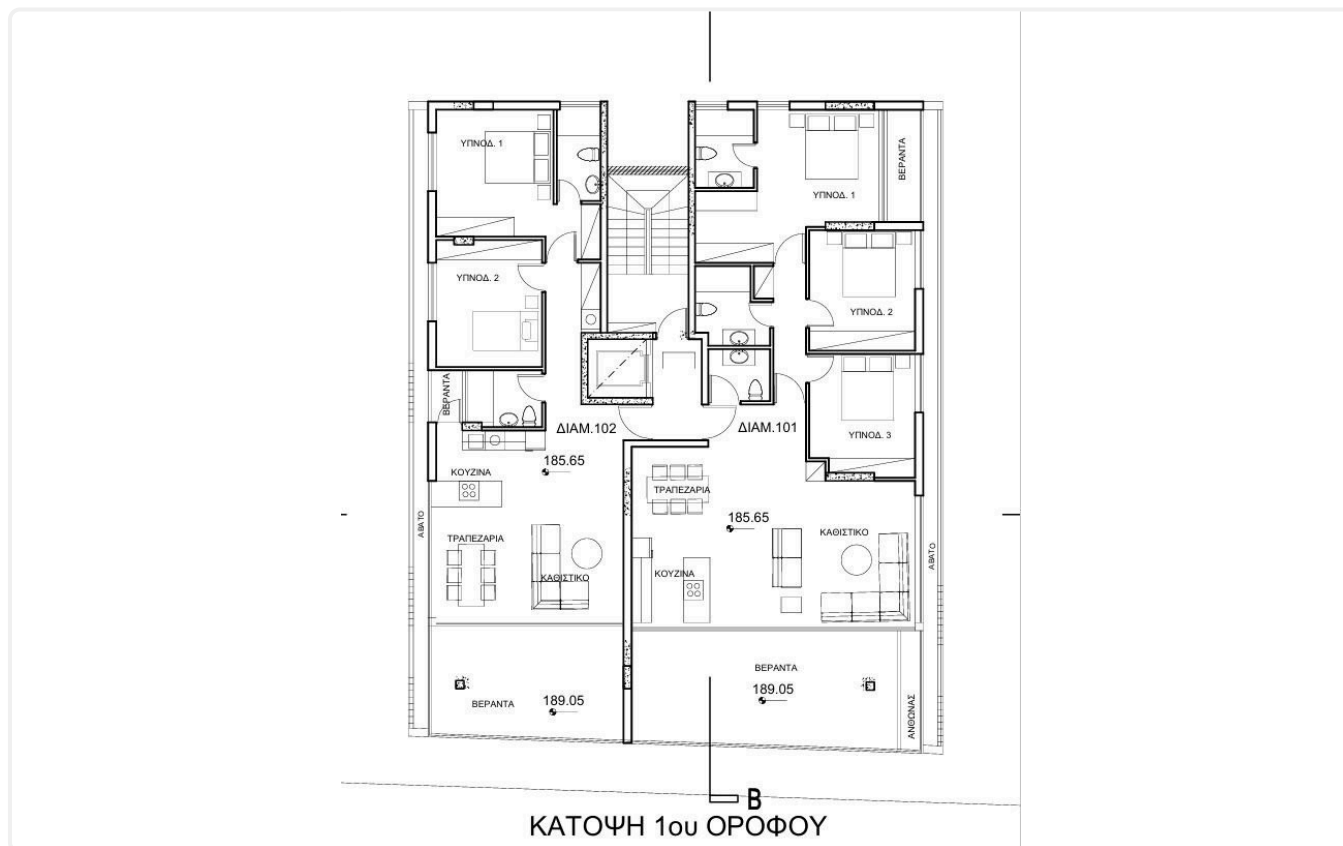 ΥΠΝΟΔ. 1
ΒΕΡΑΝΤΑ
ΥΠΝΟΔ. 1
ΥΠΝΟΔ. 2
ΥΠΝΟΔ. 2
ΒΕΡΑΝΤΑ
ΔΙΑΜ.102
ΔΙΑΜ.101
ΥΠΝΟΔ. 3
185.65
ΚΟΥΖΙΝΑ
ΤΡΑΠΕΖΑΡΙΑ
185.65
ΑΒΑΤΟ
ΤΡΑΠΕΖΑΡΙΑ
ΚΑΘΙΣΤΙΚΟ
ΑΒΑΤΟ
ΚΑΘΙΣΤΙΚΟ
ΚΟΥΖΙΝΑ
ΒΕΡΑΝΤΑ
189.05
ΒΕΡΑΝΤΑ
189.05
ΑΝΘΩΝΑΣ
B
ΚΑΤΟΨΗ 1ου ΟΡΟΦΟΥ